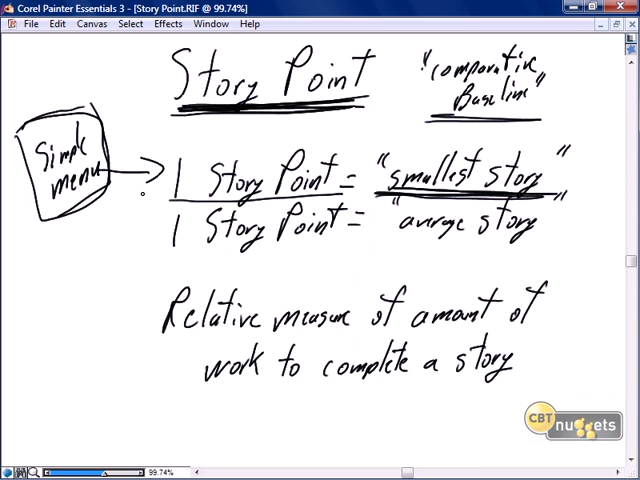 Corel Painter Essentials 3 - [Story Point.RIF @ 99.74%]
File Edit Canvas Select Effects Window Help
Story Point
"comparative
Baseline"
Simple
menu
1 Story Point = "smallest story"
1 Story Point = "average story"
Relative measure of amount of
work to complete a story
CBT
nuggets
99.74%